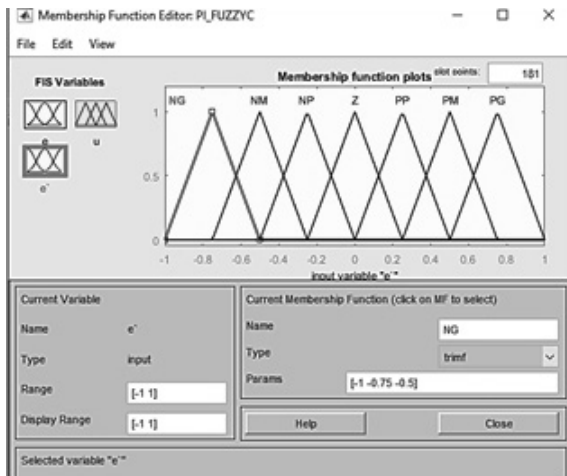 Membership Function Editor: PI_FUZZYC
File Edit View
FIS Variables
e
u
e`
Membership function plots
plot points:
181
NG NM NP Z PP PM PG
1
0.5
0
-1 -0.8 -0.6 -0.4 -0.2 0 0.2 0.4 0.6 0.8 1
input variable "e`"
Current Variable
Name e`
Type input
Range [-1 1]
Display Range [-1 1]
Current Membership Function (click on MF to select)
Name NG
Type trimf
Params [-1 -0.75 -0.5]
Help Close
Selected variable "e`"